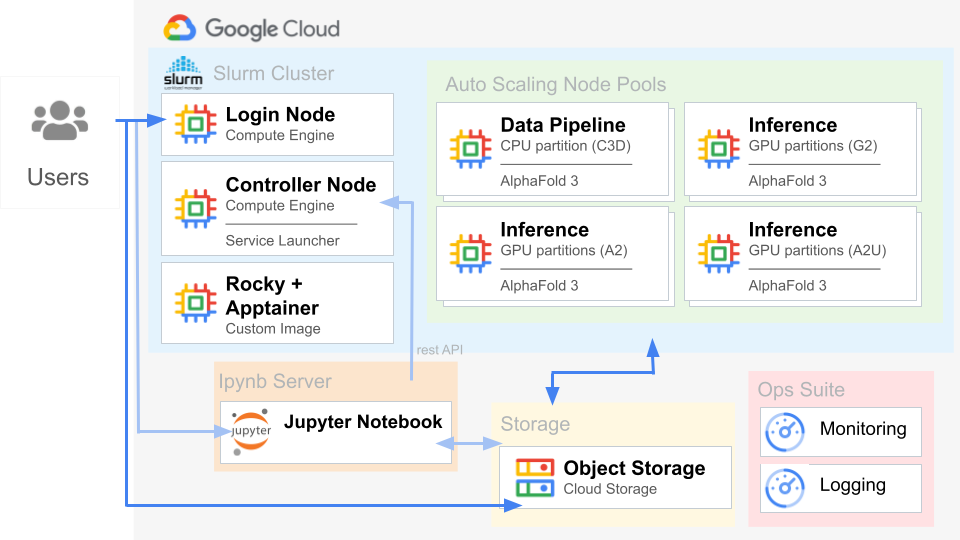 Google Cloud
slurm
workload manager
Slurm Cluster
Users
Login Node
Compute Engine
Controller Node
Compute Engine
Service Launcher
Rocky +
Apptainer
Custom Image
Auto Scaling Node Pools
Data Pipeline
CPU partition (C3D)
AlphaFold 3
Inference
GPU partitions (G2)
AlphaFold 3
Inference
GPU partitions (A2)
AlphaFold 3
Inference
GPU partitions (A2U)
AlphaFold 3
rest API
Ipynb Server
jupyter
Jupyter Notebook
Storage
Object Storage
Cloud Storage
Ops Suite
Monitoring
Logging